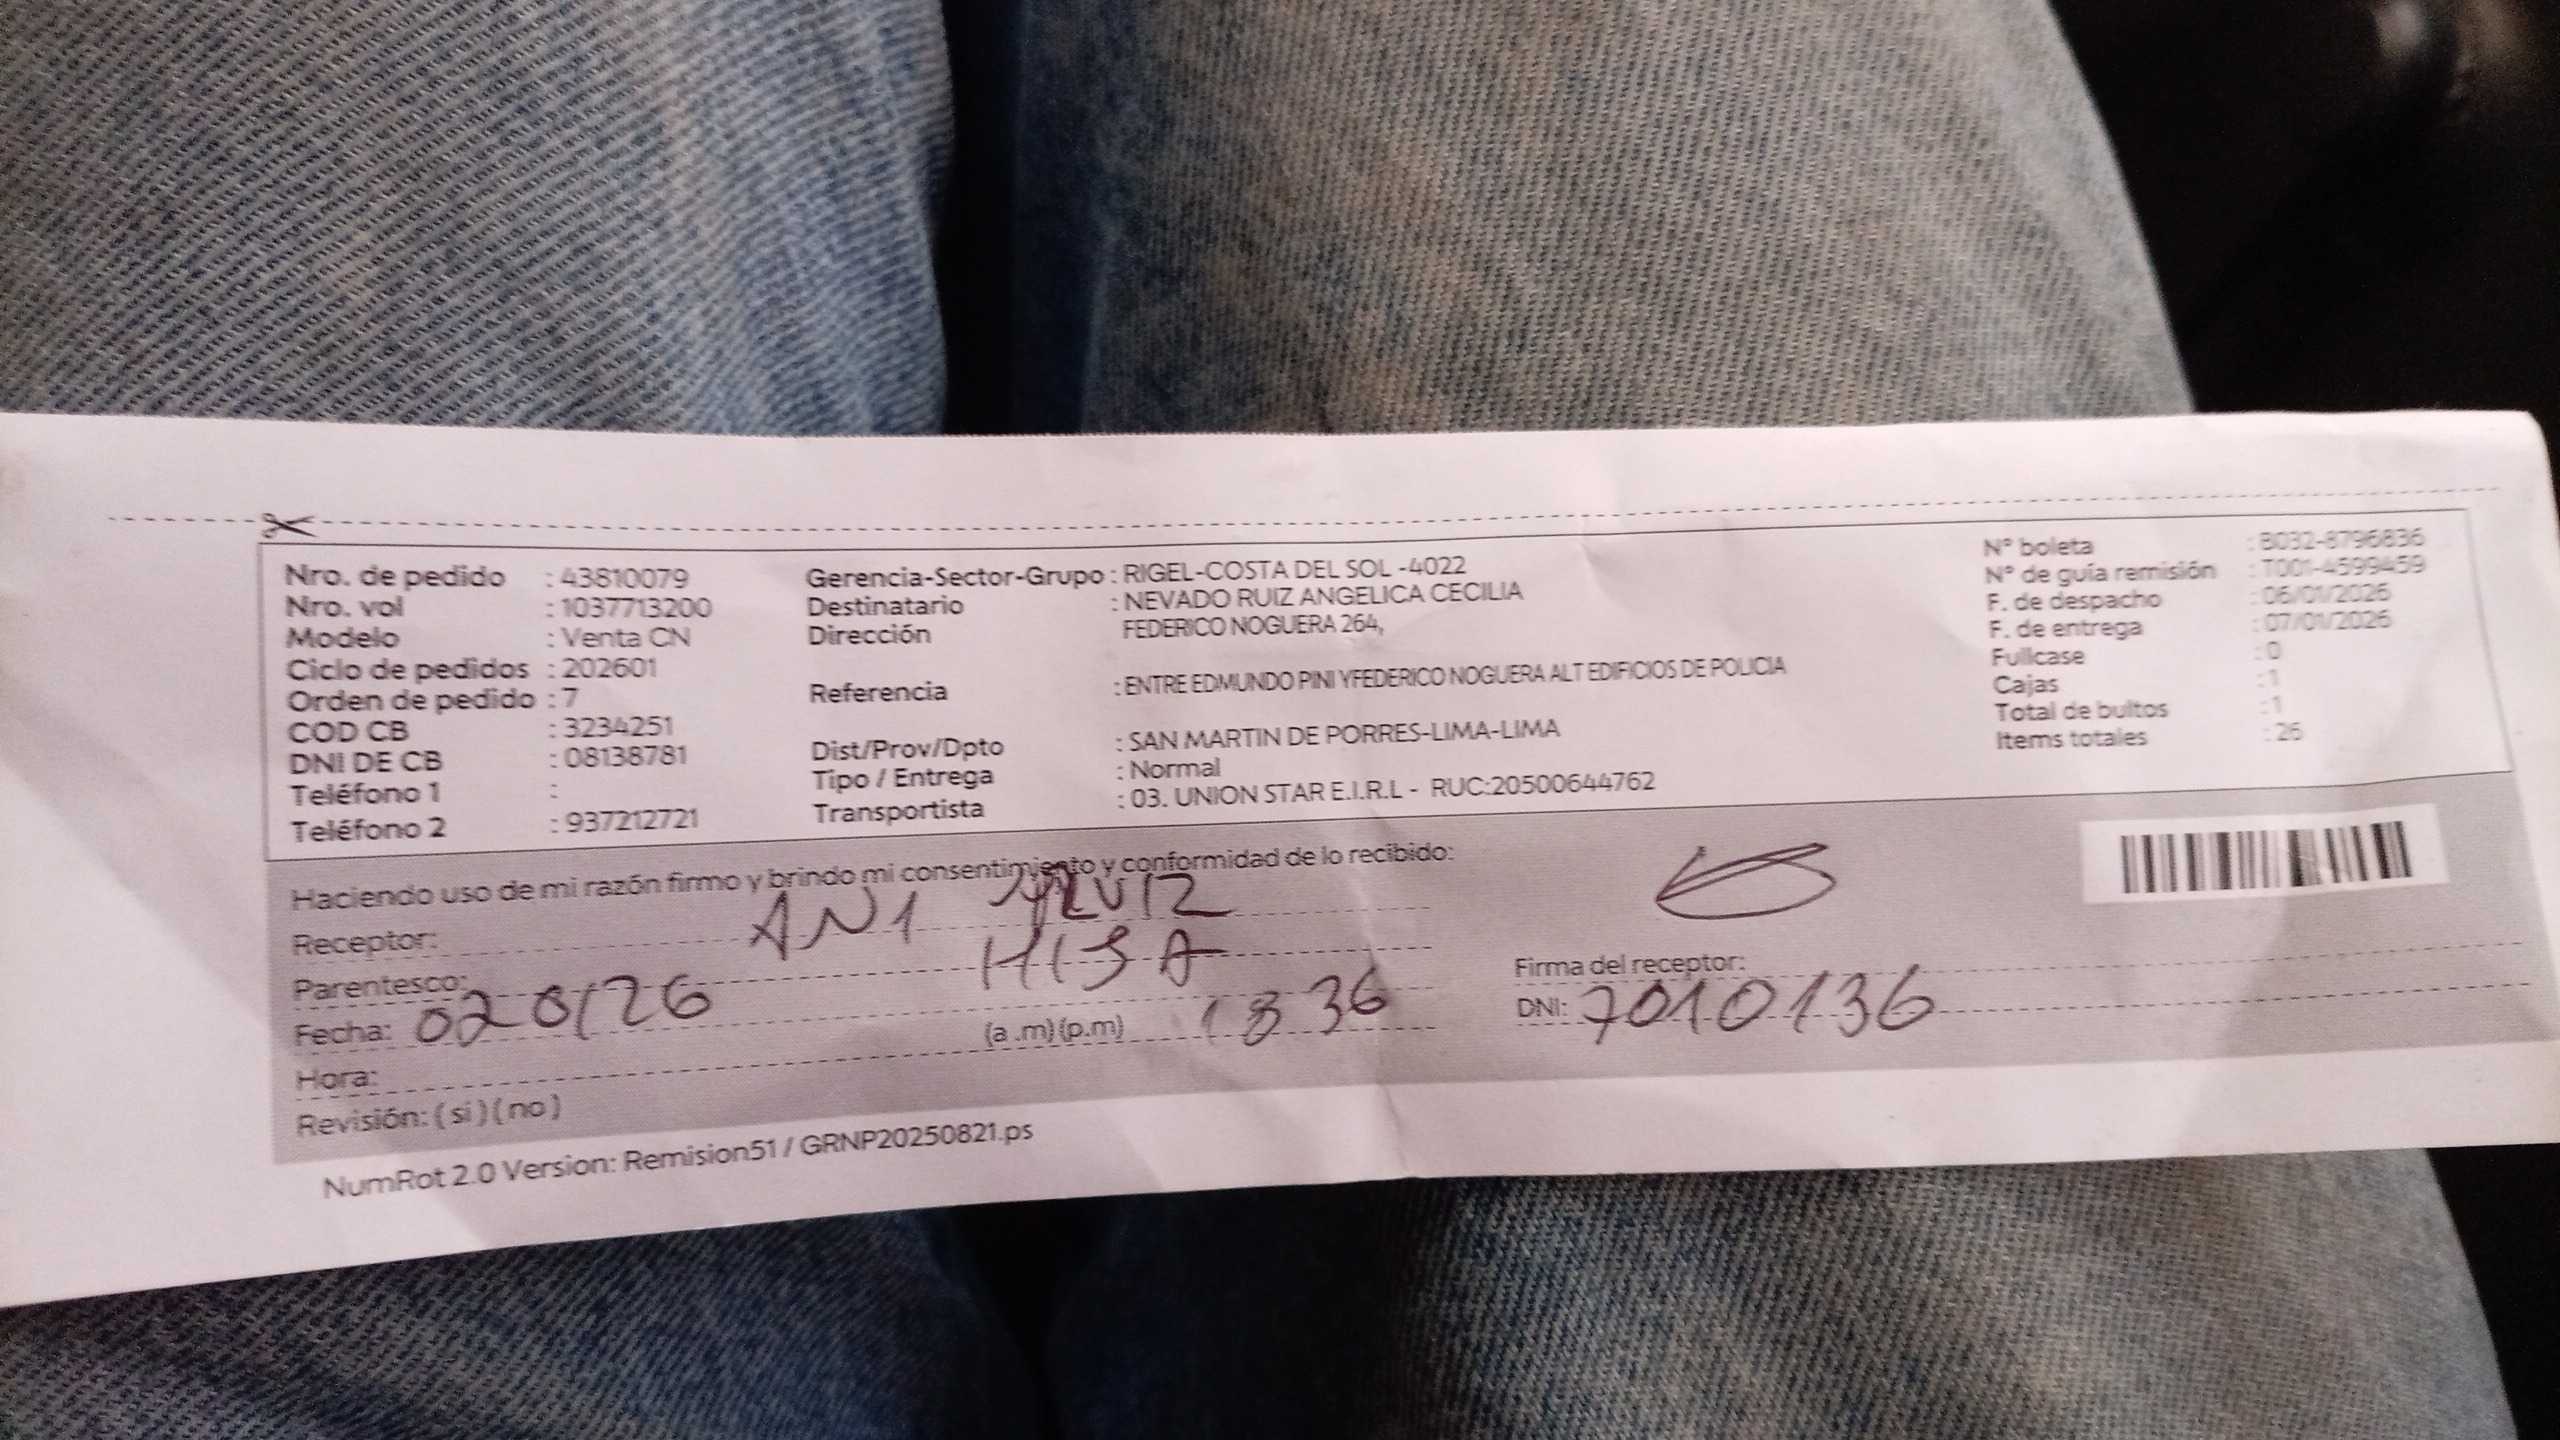 Nro. de pedido : 43810079
Nro. vol : 1037713200
Modelo : Venta CN
Ciclo de pedidos : 202601
Orden de pedido : 7
COD CB : 3234251
DNI DE CB : 08138781
Teléfono 1 :
Teléfono 2 : 937212721
Gerencia-Sector-Grupo : RIGEL-COSTA DEL SOL -4022
Destinatario : NEVADO RUIZ ANGELICA CECILIA
Dirección FEDERICO NOGUERA 264,
Referencia : ENTRE EDMUNDO PINI YFEDERICO NOGUERA ALT EDIFICIOS DE POLICIA
Dist/Prov/Dpto : SAN MARTIN DE PORRES-LIMA-LIMA
Tipo / Entrega : Normal
Transportista : 03. UNION STAR E.I.R.L - RUC:20500644762
N° boleta : B032-8796836
N° de guía remisión : T001-4599459
F. de despacho : 06/01/2026
F. de entrega : 07/01/2026
Fullcase : 0
Cajas : 1
Total de bultos : 1
Items totales : 26
Haciendo uso de mi razón firmo y brindo mi consentimiento y conformidad de lo recibido:
Receptor: AN1 RUIZ
Parentesco: HIJA
Fecha: (a .m)(p.m) 1836
Hora:
Revisión: ( si ) ( no )
Firma del receptor:
DNI: 7010136
NumRot 2.0 Version: Remision51 / GRNP20250821.ps